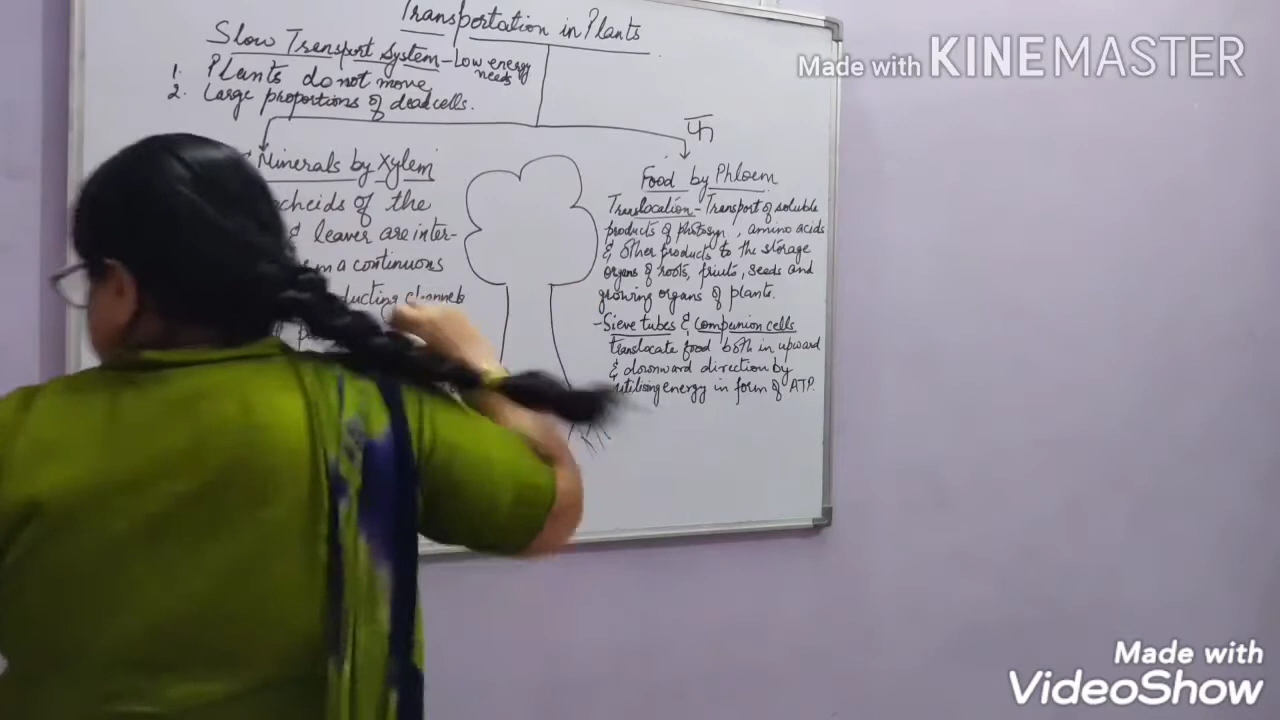 Transportation in Plants
Slow Transport System - Low energy
needs
1. Plants do not move
2. Large proportions of dead cells.
Minerals by Xylem
of the
& leaves are inter-
a continuous
ducting channels
फ
Food by Phloem
Translocation - Transport of soluble
products of photosyn, amino acids
& other products to the storage
organs of roots, fruits, seeds and
growing organs of plants.
- Sieve tubes & companion cells
translocate food both in upward
& downward direction by
utilising energy in form of ATP.
Made with KINEMASTER
Made with
VideoShow